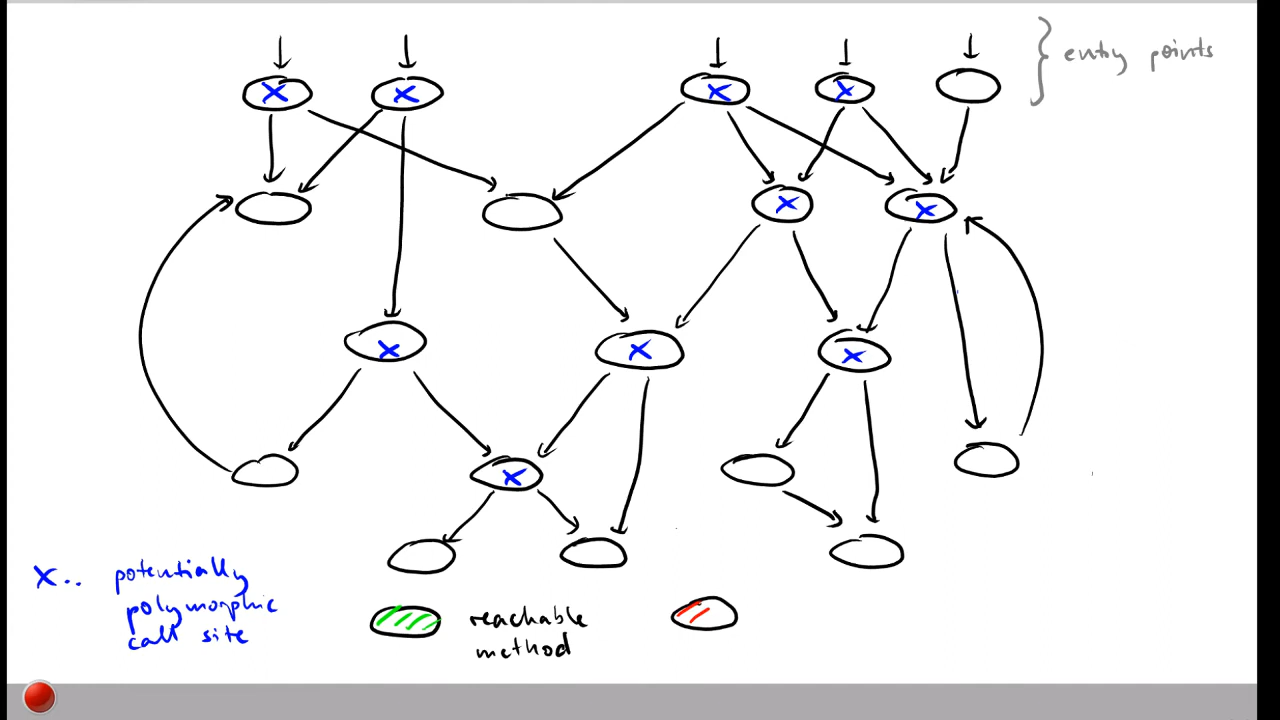 entry points
x.. potentially
polymorphic
call site
reachable
method